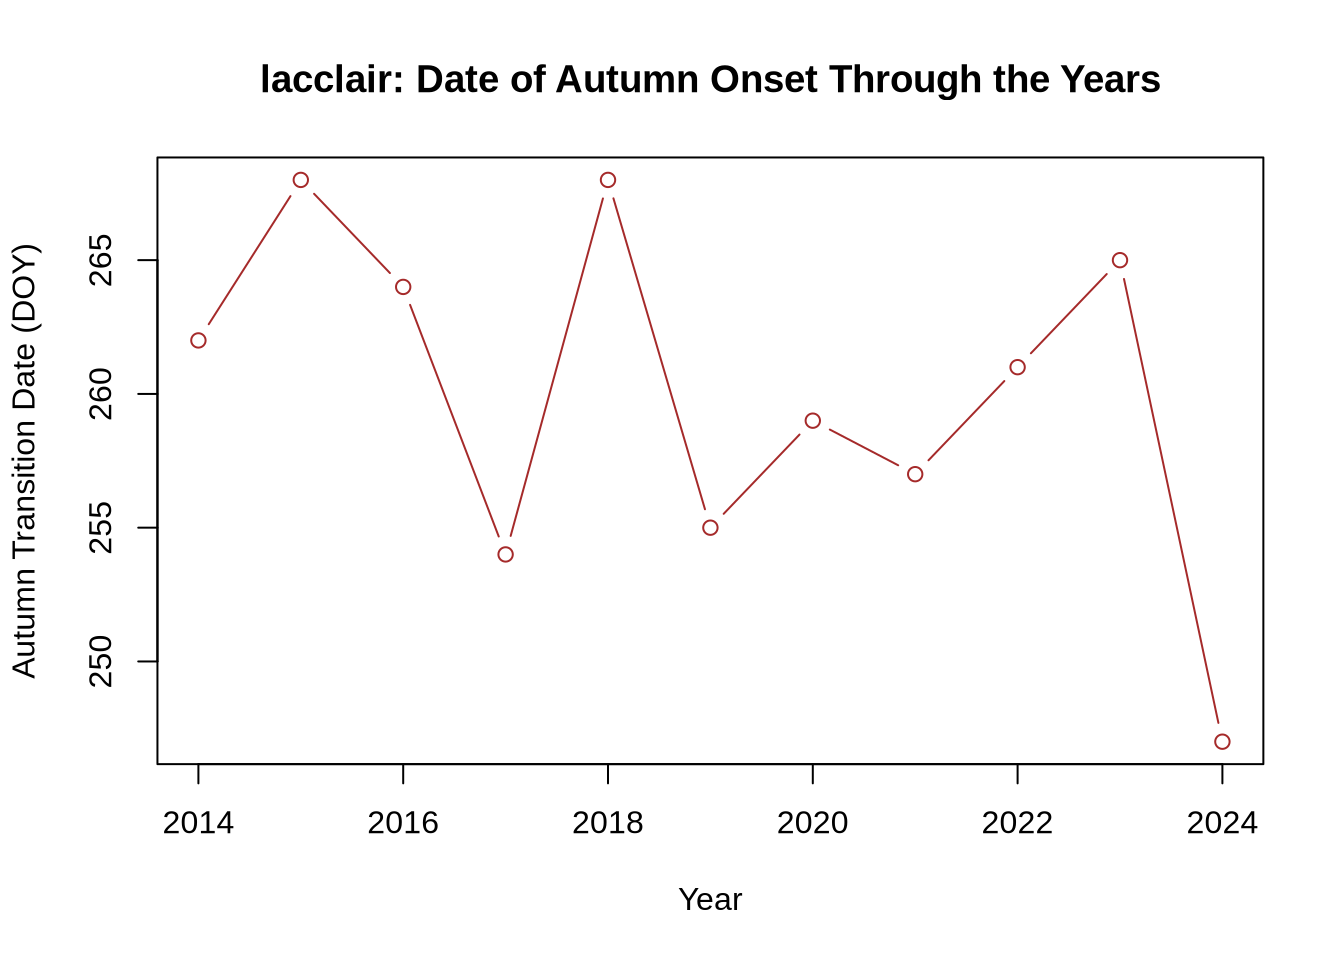 lacclair: Date of Autumn Onset Through the Years
Autumn Transition Date (DOY)
265
260
255
250
2014 2016 2018 2020 2022 2024
Year